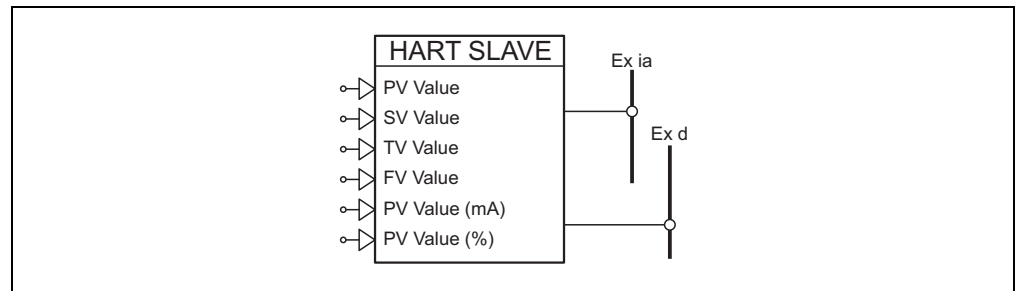 HART SLAVE
Ex ia
PV Value
SV Value
Ex d
TV Value
FV Value
PV Value (mA)
PV Value (%)